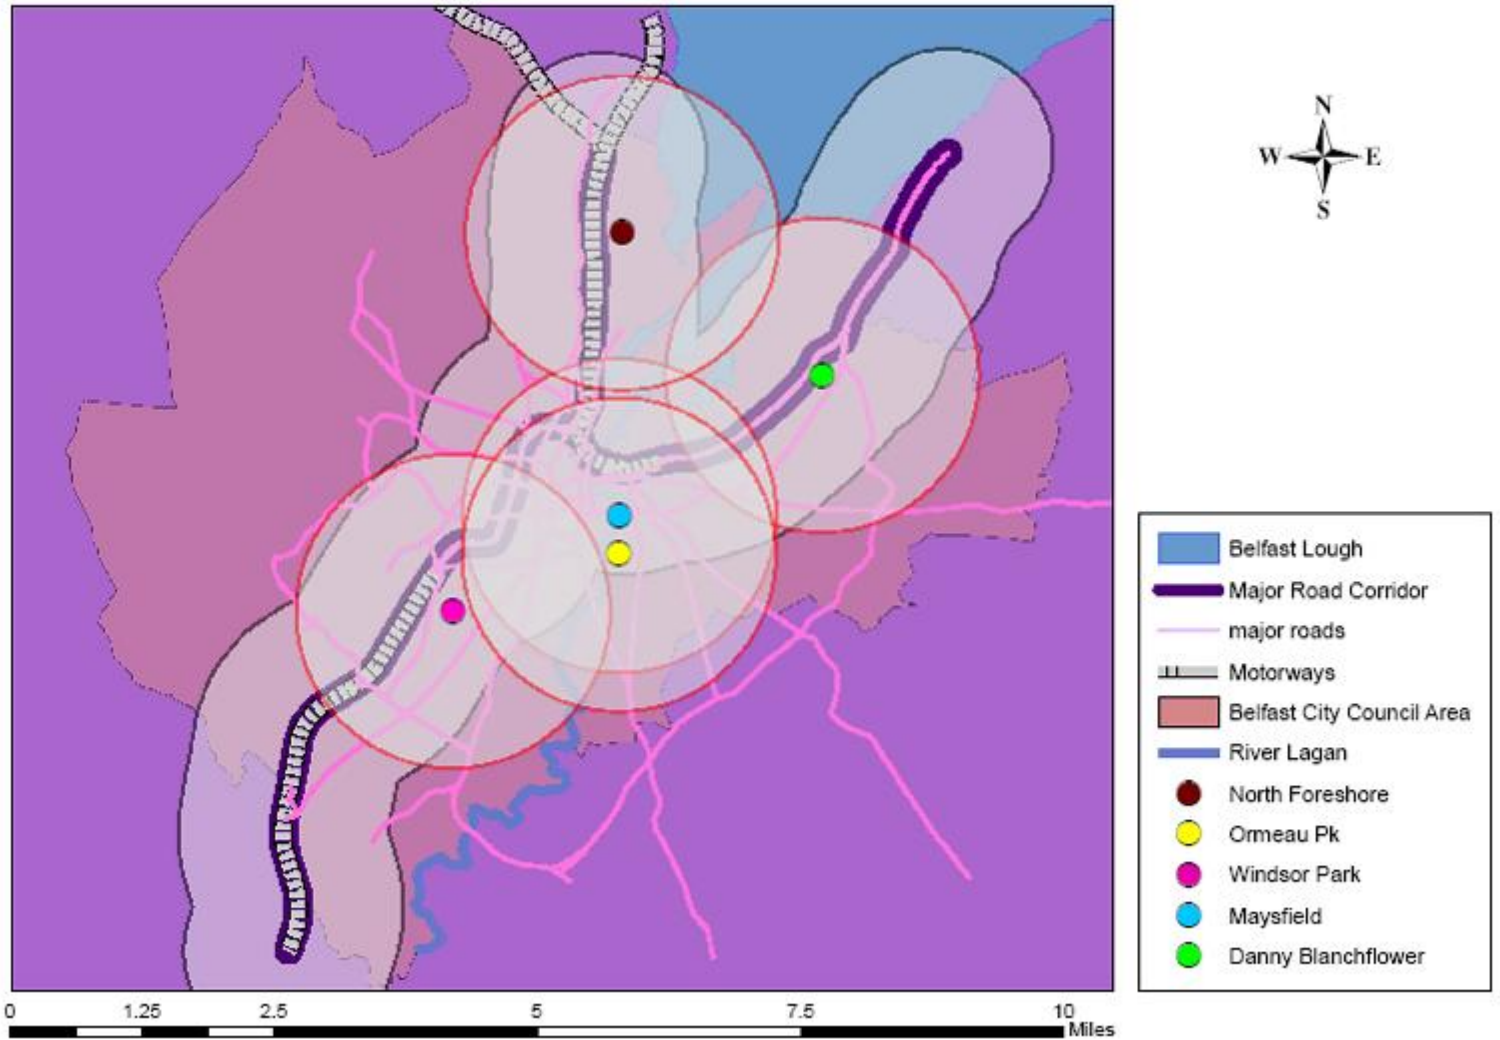 N
W E
S
Belfast Lough
Major Road Corridor
major roads
Motorways
Belfast City Council Area
River Lagan
North Foreshore
Ormeau Pk
Windsor Park
Maysfield
Danny Blanchflower
0 1.25 2.5 5 7.5 10
Miles